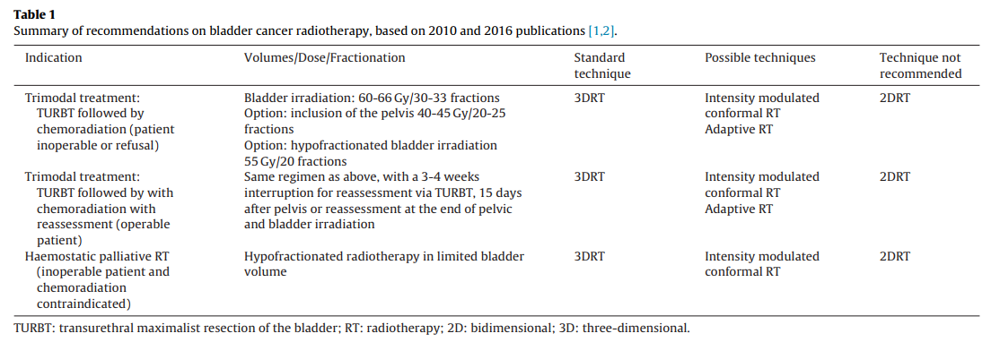 Table 1
Summary of recommendations on bladder cancer radiotherapy, based on 2010 and 2016 publications [1,2].
Indication Volumes/Dose/Fractionation Standard technique Possible techniques Technique not recommended
Trimodal treatment:
TURBT followed by
chemoradiation (patient
inoperable or refusal)
Bladder irradiation: 60-66 Gy/30-33 fractions
Option: inclusion of the pelvis 40-45 Gy/20-25
fractions
Option: hypofractionated bladder irradiation
55 Gy/20 fractions
3DRT
Intensity modulated
conformal RT
Adaptive RT
2DRT
Trimodal treatment:
TURBT followed by with
chemoradiation with
reassessment (operable
patient)
Same regimen as above, with a 3-4 weeks
interruption for reassessment via TURBT, 15 days
after pelvis or reassessment at the end of pelvic
and bladder irradiation
3DRT
Intensity modulated
conformal RT
Adaptive RT
2DRT
Haemostatic palliative RT
(inoperable patient and
chemoradiation
contraindicated)
Hypofractionated radiotherapy in limited bladder
volume
3DRT
Intensity modulated
conformal RT
2DRT
TURBT: transurethral maximalist resection of the bladder; RT: radiotherapy; 2D: bidimensional; 3D: three-dimensional.